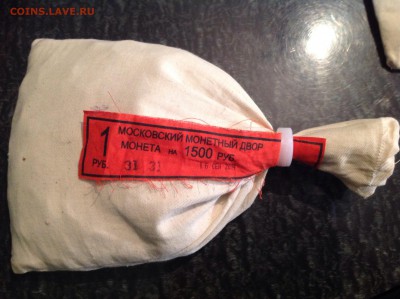 COINS.LAVE.RU
МОСКОВСКИЙ МОНЕТНЫЙ ДВОР
1 МОНЕТА НА 1500 РУБ.
РУБ. 31 31